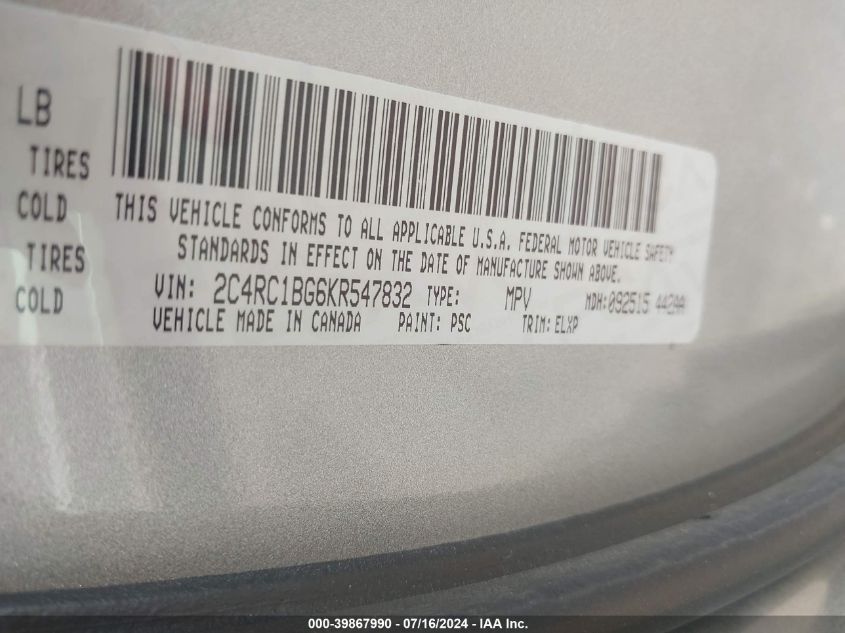 LB
TIRES
COLD
TIRES
COLD
THIS VEHICLE CONFORMS TO ALL APPLICABLE U.S.A. FEDERAL MOTOR VEHICLE SAFETY
STANDARDS IN EFFECT ON THE DATE OF MANUFACTURE SHOWN ABOVE.
VIN: 2C4RC1BG6KR547832 TYPE: MPV MDH: 092515 442AA
VEHICLE MADE IN CANADA PAINT: PSC TRIM: ELXP
000-39867990 - 07/16/2024 - IAA Inc.